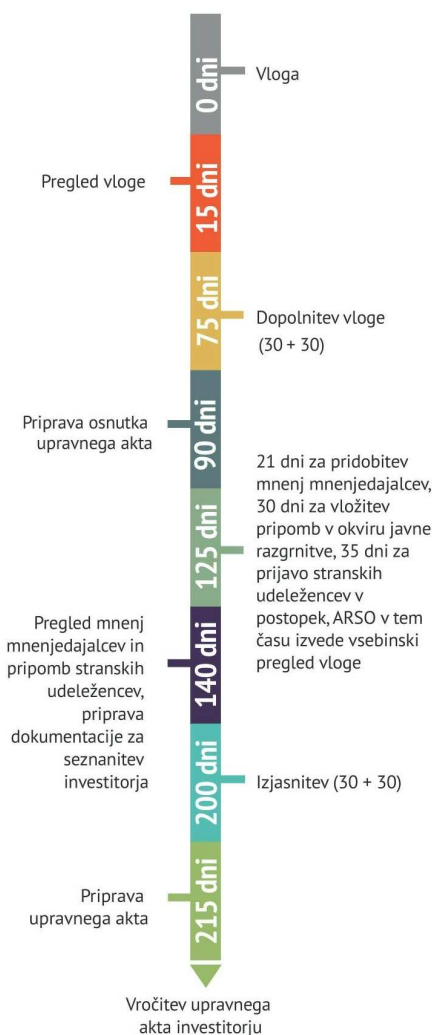 0 dni
Vloga
Pregled vloge
15 dni
75 dni
Dopolnitev vloge
(30 + 30)
Priprava osnutka
upravnega akta
90 dni
21 dni za pridobitev
mnenj mnenjedajalcev,
30 dni za vložitev
pripomb v okviru javne
razgrnitve, 35 dni za
prijavo stranskih
udeležencev v
postopek, ARSO v tem
času izvede vsebinski
pregled vloge
125 dni
Pregled mnenj
mnenjedajalcev in
pripomb stranskih
udeležencev,
priprava
dokumentacije za
seznanitev
investitorja
140 dni
200 dni
Izjasnitev (30 + 30)
Priprava
upravnega akta
215 dni
Vročitev upravnega
akta investitorju